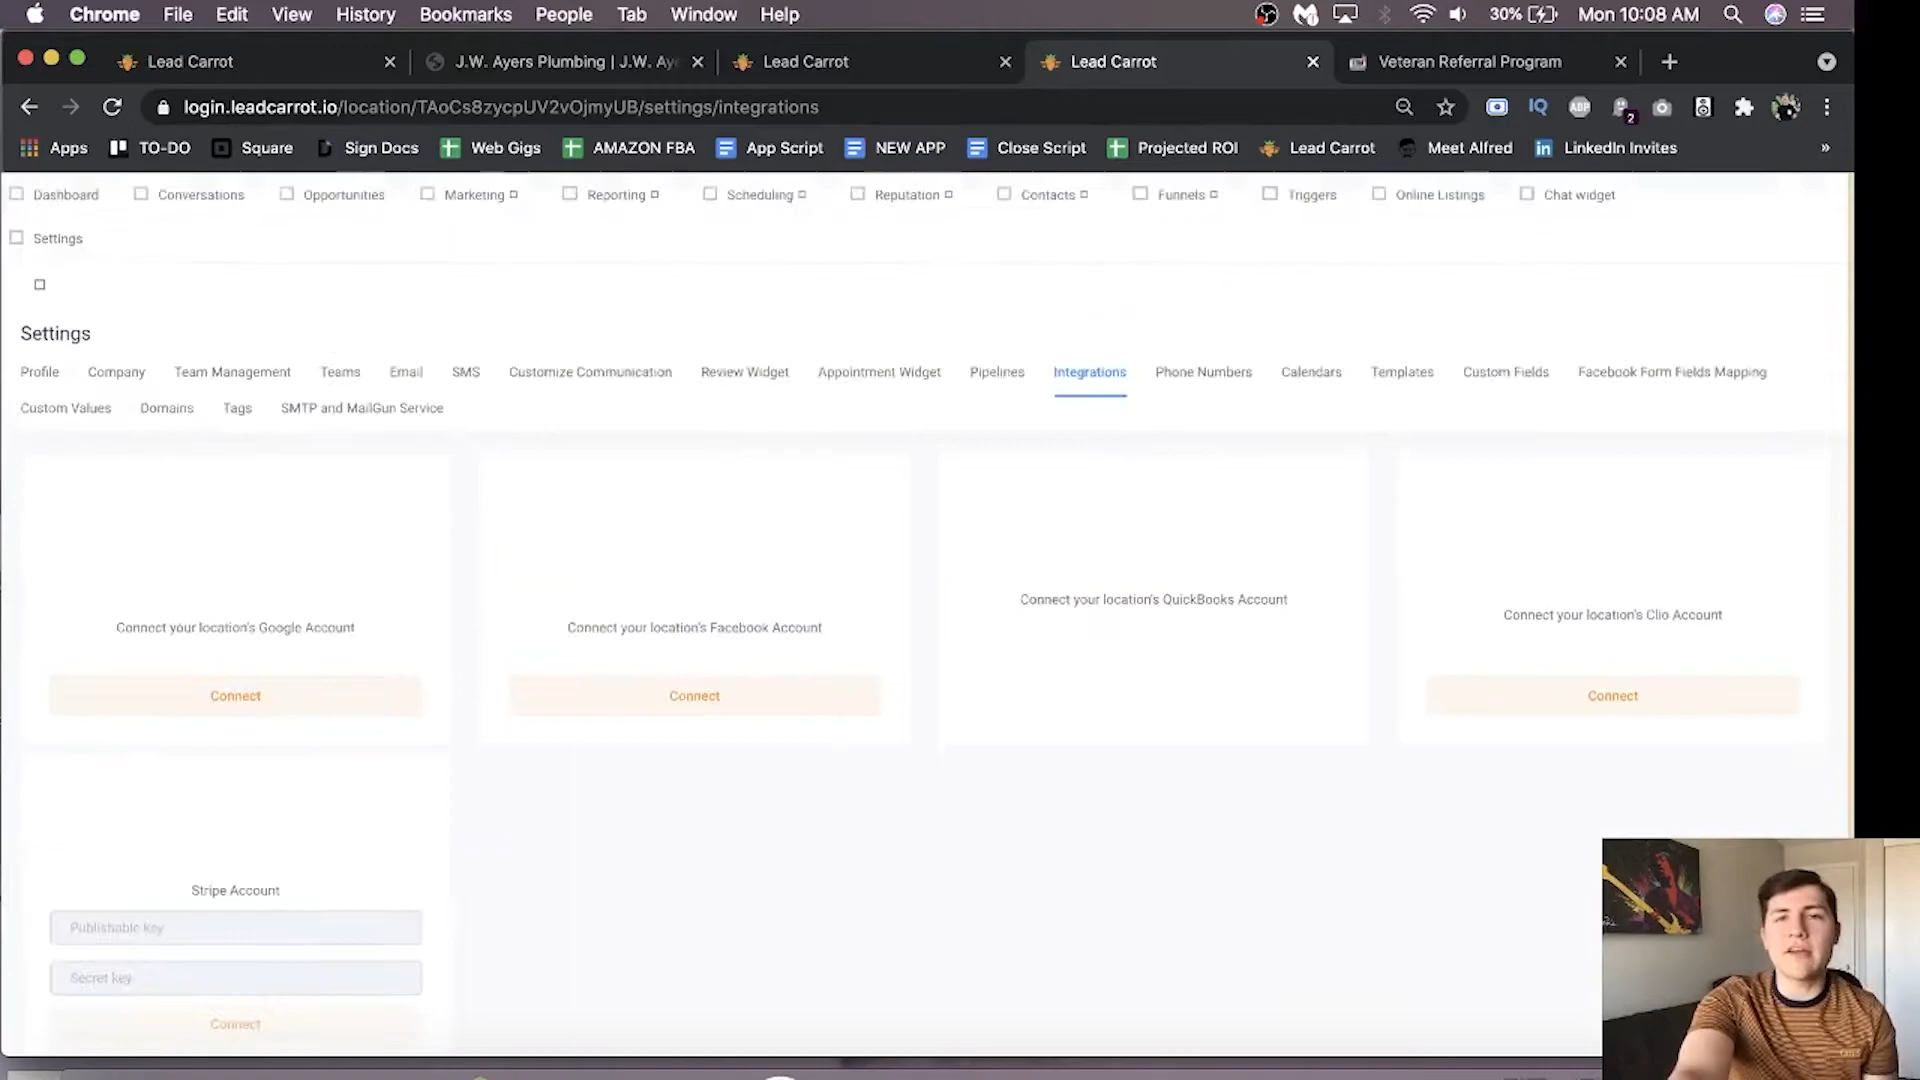 Chrome File Edit View History Bookmarks People Tab Window Help 30% Mon 10:08 AM
Lead Carrot J.W. Ayers Plumbing | J.W. Aye Lead Carrot Lead Carrot Veteran Referral Program
login.leadcarrot.io/location/TAoCs8zycpUV2vOjmyUB/settings/integrations IQ ABP 2
Apps TO-DO Square Sign Docs Web Gigs AMAZON FBA App Script NEW APP Close Script Projected ROI Lead Carrot Meet Alfred in LinkedIn Invites »
Dashboard Conversations Opportunities Marketing Reporting Scheduling Reputation Contacts Funnels Triggers Online Listings Chat widget
Settings
Settings
Profile Company Team Management Teams Email SMS Customize Communication Review Widget Appointment Widget Pipelines Integrations Phone Numbers Calendars Templates Custom Fields Facebook Form Fields Mapping
Custom Values Domains Tags SMTP and MailGun Service
Connect your location's Google Account
Connect
Connect your location's Facebook Account
Connect
Connect your location's QuickBooks Account
Connect your location's Clio Account
Connect
Stripe Account
Publishable key
Secret key
Connect